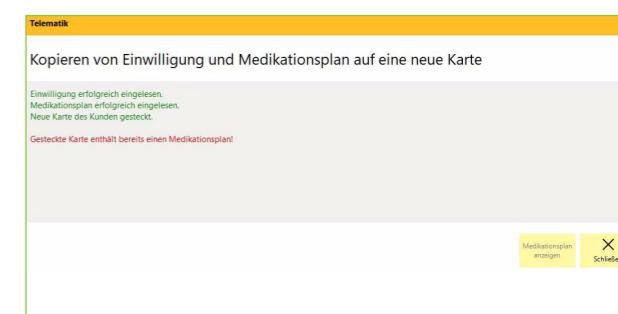 Telematik
Kopieren von Einwilligung und Medikationsplan auf eine neue Karte
Einwilligung erfolgreich eingelesen.
Medikationsplan erfolgreich eingelesen.
Neue Karte des Kunden gesteckt.
Gesteckte Karte enthält bereits einen Medikationsplan!
Medikationsplan
anzeigen
Schließe